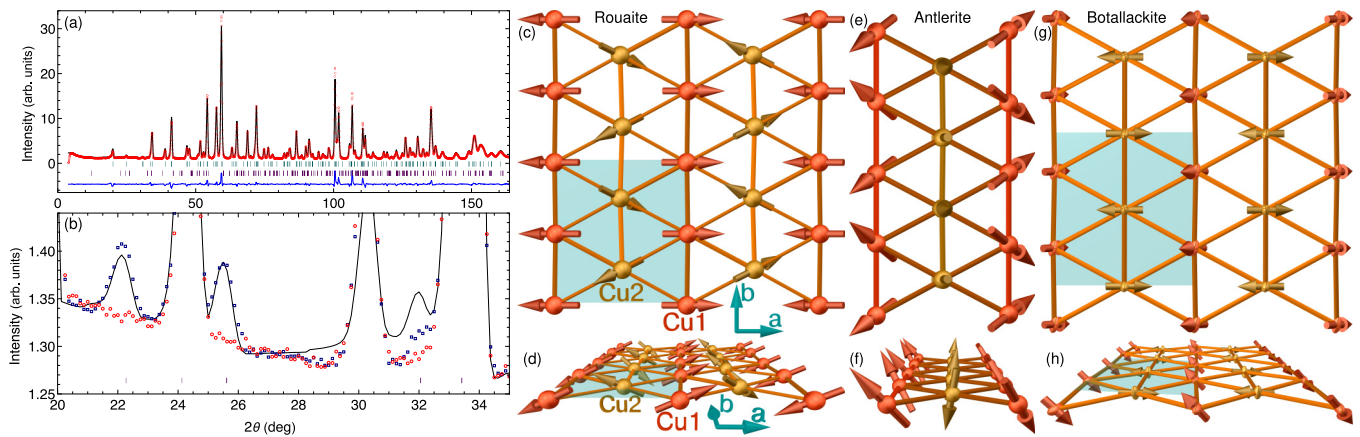 (a)
Intensity (arb. units)
30
20
10
0
0
50
100
150
(b)
Intensity (arb. units)
1.40
1.35
1.30
1.25
20
22
24
26
28
30
32
34
2θ (deg)
Rouaite
(c)
Cu2
Cu1
b
a
(d)
Cu2
Cu1
b
a
(e)
Antlerite
(f)
Botallackite
(g)
(h)